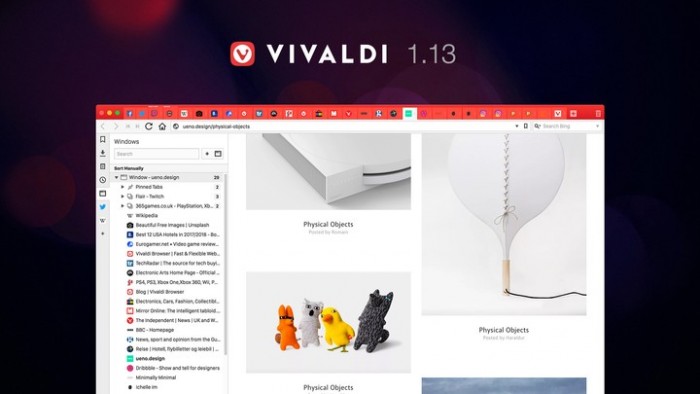 VIVALDI 1.13
ueno.design/physical-objects
Search Bing
Windows
Search
Sort Manually
Window - ueno.design
Pinned Tabs 2
Flair - Twitch 2
365games.co.uk - PlayStation, Xb...
Wikipedia
Beautiful Free Images | Unsplash
Best 12 USA Hotels in 2017/2018 - Bo...
Eurogamer.net • Video game review...
Vivaldi Browser | Fast & Flexible Web...
TechRadar | The source for tech buyi...
Electronic Arts Home Page - Official ...
PS4, PS3, Xbox One, Xbox 360, Wii, P...
Blog | Vivaldi Browser
Electronics, Cars, Fashion, Collectibl...
Mirror Online: The intelligent tabloid...
The Independent | News | UK and W...
BBC - Homepage
News, sport and opinion from the Gu...
Reise | Hotell, flybilletter og leiebil | ...
ueno.design
Dribbble - Show and tell for designers
Minimally Minimal
Ichelle Im
Physical Objects
Posted by
Physical Objects
Posted by Haraldur
Physical Objects